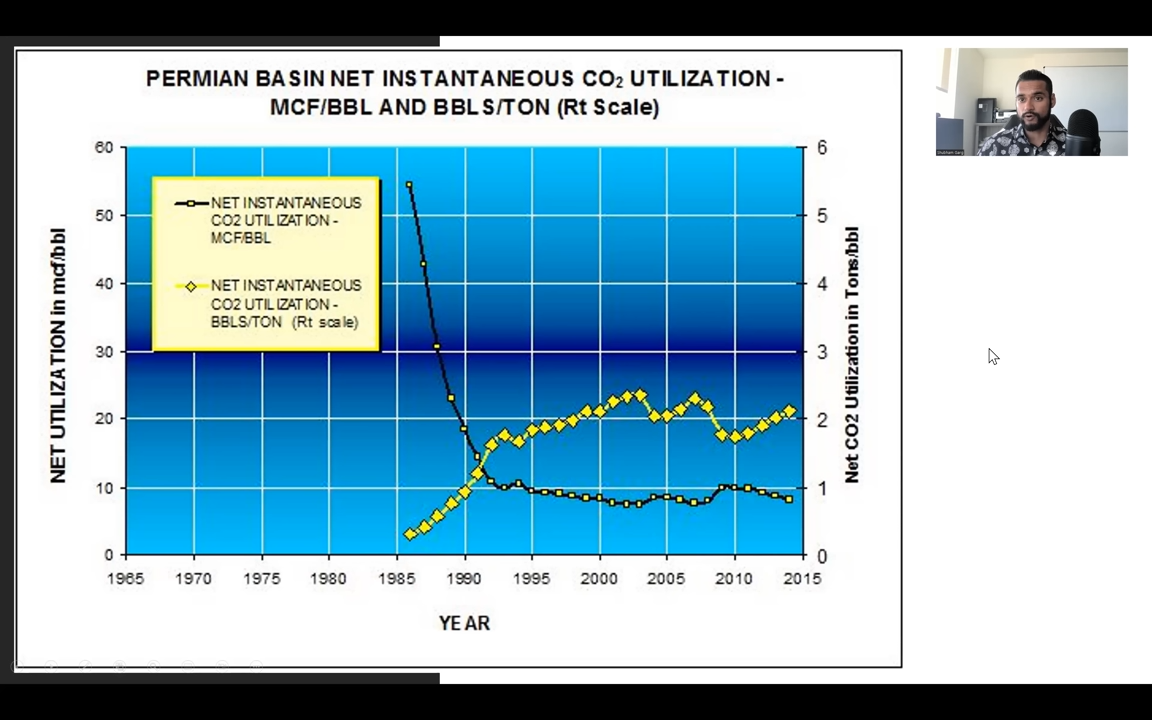 PERMIAN BASIN NET INSTANTANEOUS CO₂ UTILIZATION -
MCF/BBL AND BBLS/TON (Rt Scale)
NET INSTANTANEOUS
CO2 UTILIZATION -
MCF/BBL
NET INSTANTANEOUS
CO2 UTILIZATION -
BBLS/TON (Rt scale)
NET UTILIZATION in mcf/bbl
60
50
40
30
20
10
0
6
5
4
3
2
1
0
Net CO2 Utilization in Tons/bbl
1965 1970 1975 1980 1985 1990 1995 2000 2005 2010 2015
YEAR